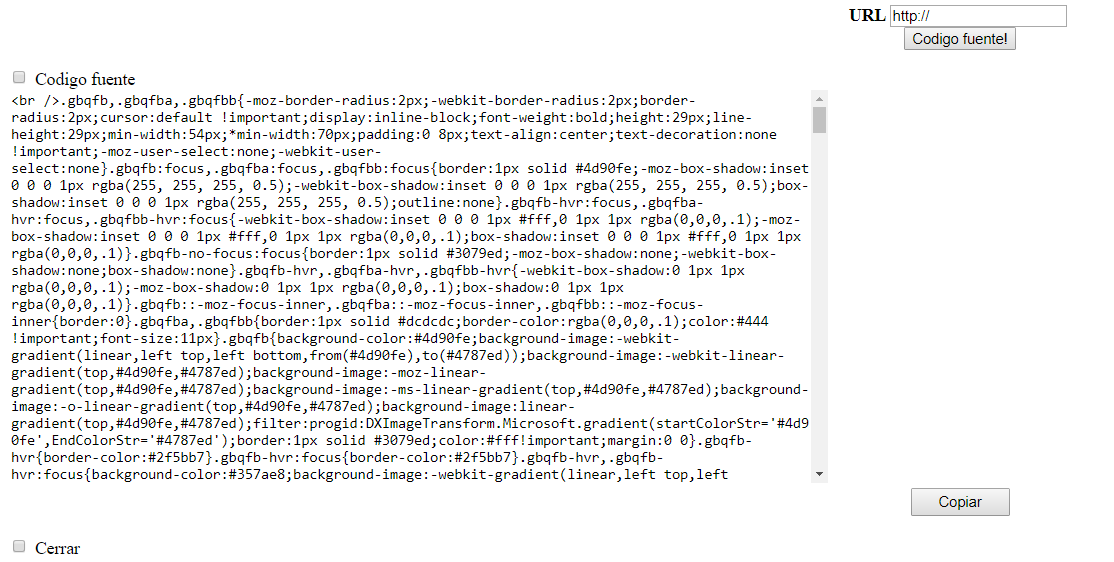 URL http://
Codigo fuente!
Codigo fuente
<br />.gbqfb,.gbqfba,.gbqfbb{-moz-border-radius:2px;-webkit-border-radius:2px;border-
radius:2px;cursor:default !important;display:inline-block;font-weight:bold;height:29px;line-
height:29px;min-width:54px;*min-width:70px;padding:0 8px;text-align:center;text-decoration:none
!important;-moz-user-select:none;-webkit-user-
select:none}.gbqfb:focus,.gbqfba:focus,.gbqfbb:focus{border:1px solid #4d90fe;-moz-box-shadow:inset
0 0 0 1px rgba(255, 255, 255, 0.5);-webkit-box-shadow:inset 0 0 0 1px rgba(255, 255, 255, 0.5);box-
shadow:inset 0 0 0 1px rgba(255, 255, 255, 0.5);outline:none}.gbqfb-hvr:focus,.gbqfba-
hvr:focus,.gbqfbb-hvr:focus{-webkit-box-shadow:inset 0 0 0 1px #fff,0 1px 1px rgba(0,0,0,.1);-moz-
box-shadow:inset 0 0 0 1px #fff,0 1px 1px rgba(0,0,0,.1);box-shadow:inset 0 0 0 1px #fff,0 1px 1px
rgba(0,0,0,.1)}.gbqfb-no-focus:focus{border:1px solid #3079ed;-moz-box-shadow:none;-webkit-box-
shadow:none;box-shadow:none}.gbqfb-hvr,.gbqfba-hvr,.gbqfbb-hvr{-webkit-box-shadow:0 1px 1px
rgba(0,0,0,.1);-moz-box-shadow:0 1px 1px rgba(0,0,0,.1);box-shadow:0 1px 1px
rgba(0,0,0,.1)}.gbqfb::-moz-focus-inner,.gbqfba::-moz-focus-inner,.gbqfbb::-moz-focus-
inner{border:0}.gbqfba,.gbqfbb{border:1px solid #dcdcdc;border-color:rgba(0,0,0,.1);color:#444
!important;font-size:11px}.gbqfb{background-color:#4d90fe;background-image:-webkit-
gradient(linear,left top,left bottom,from(#4d90fe),to(#4787ed));background-image:-webkit-linear-
gradient(top,#4d90fe,#4787ed);background-image:-moz-linear-
gradient(top,#4d90fe,#4787ed);background-image:-ms-linear-gradient(top,#4d90fe,#4787ed);background-
image:-o-linear-gradient(top,#4d90fe,#4787ed);background-image:linear-
gradient(top,#4d90fe,#4787ed);filter:progid:DXImageTransform.Microsoft.gradient(startColorStr='#4d9
0fe',EndColorStr='#4787ed');border:1px solid #3079ed;color:#fff!important;margin:0 0}.gbqfb-
hvr{border-color:#2f5bb7}.gbqfb-hvr:focus{border-color:#2f5bb7}.gbqfb-hvr,.gbqfb-
hvr:focus{background-color:#357ae8;background-image:-webkit-gradient(linear,left top,left
Copiar
Cerrar